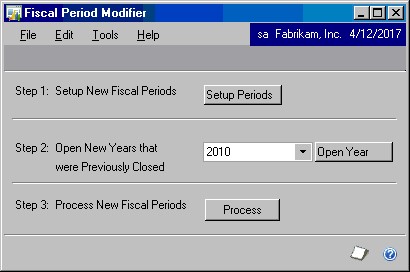 Fiscal Period Modifier
File Edit Tools Help sa Fabrikam, Inc. 4/12/2017
Step 1: Setup New Fiscal Periods Setup Periods
Step 2: Open New Years that 2010 Open Year
were Previously Closed
Step 3: Process New Fiscal Periods Process